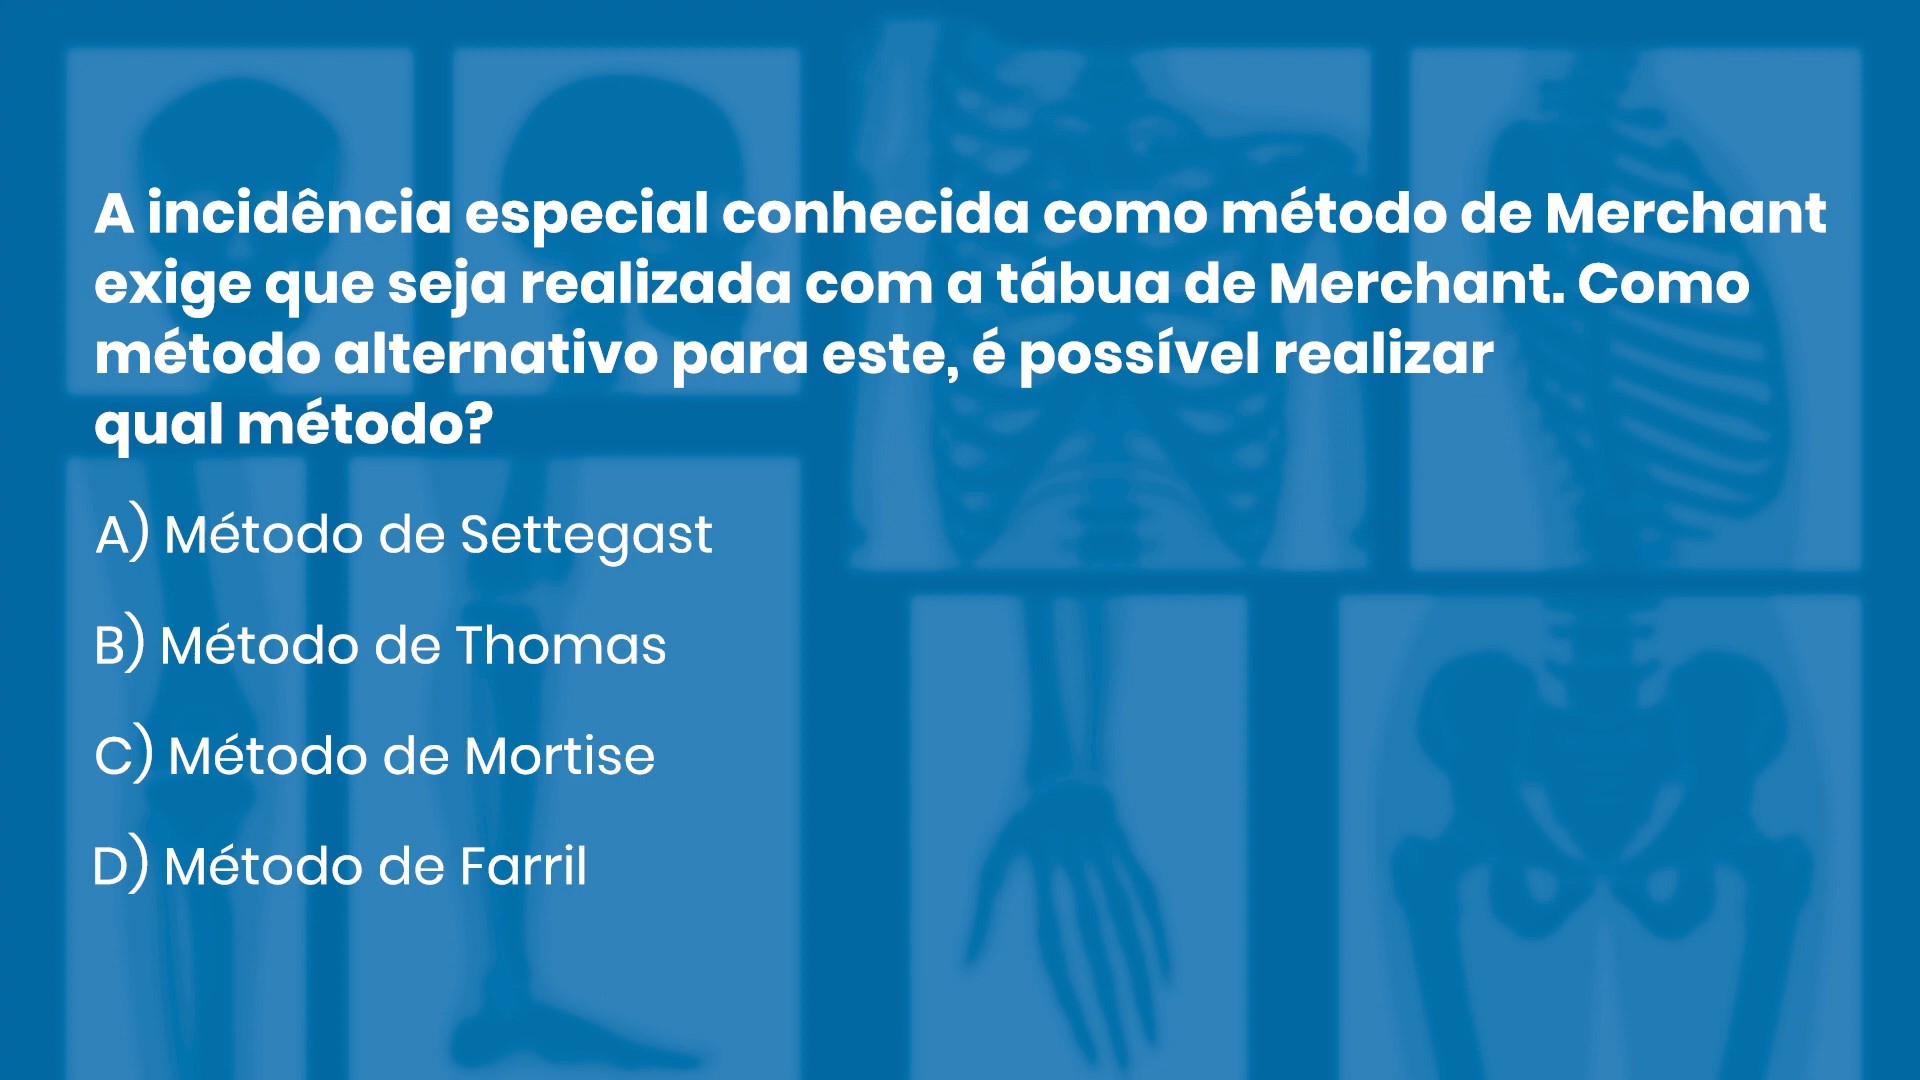 A incidência especial conhecida como método de Merchant
exige que seja realizada com a tábua de Merchant. Como
método alternativo para este, é possível realizar
qual método?
A) Método de Settegast
B) Método de Thomas
C) Método de Mortise
D) Método de Farril